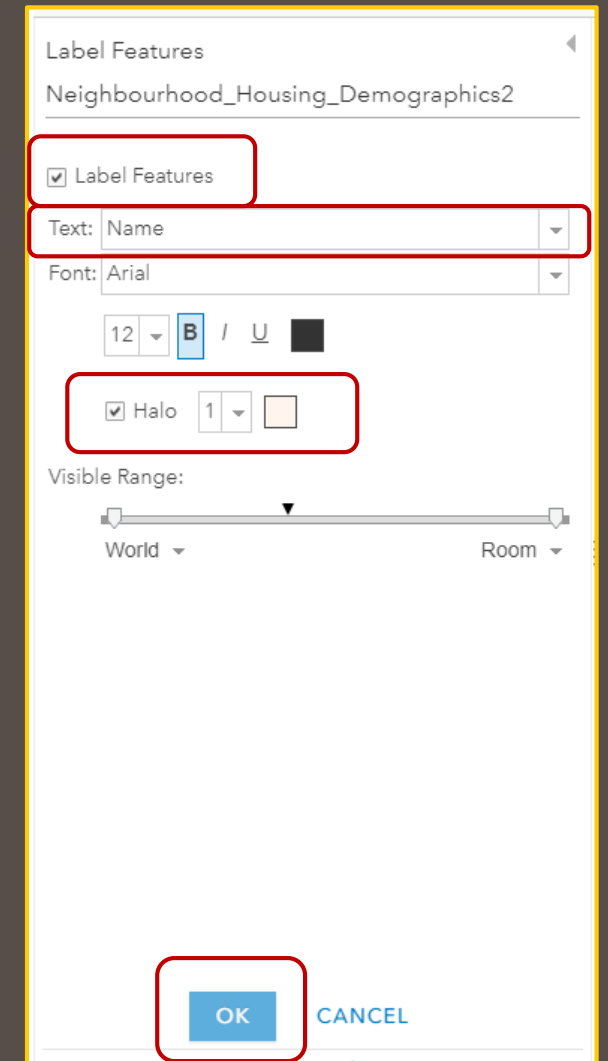 Label Features
Neighbourhood_Housing_Demographics2
Label Features
Text: Name
Font: Arial
12 B I U
Halo 1
Visible Range:
World Room
OK CANCEL